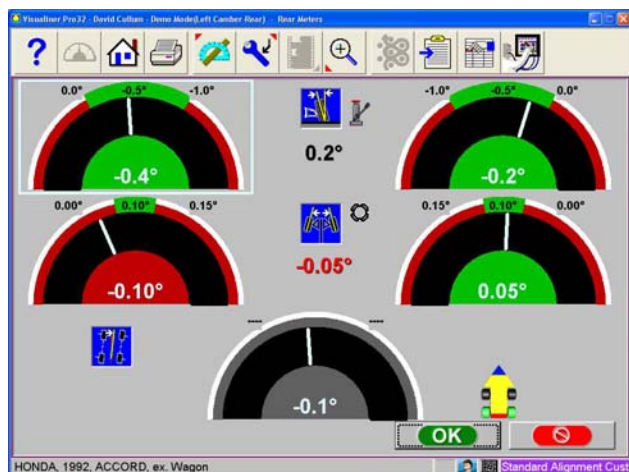 Visualiner Pro32 - David Cullum - Demo Mode(Left Camber Rear) - Rear Meters
0.0° -0.5° -1.0°
-0.4°
0.2°
-1.0° -0.5° 0.0°
-0.2°
0.00° 0.10° 0.15°
-0.10°
-0.05°
0.15° 0.10° 0.00°
0.05°
---- ----
-0.1°
OK
HONDA, 1992, ACCORD, ex. Wagon
Standard Alignment Cust